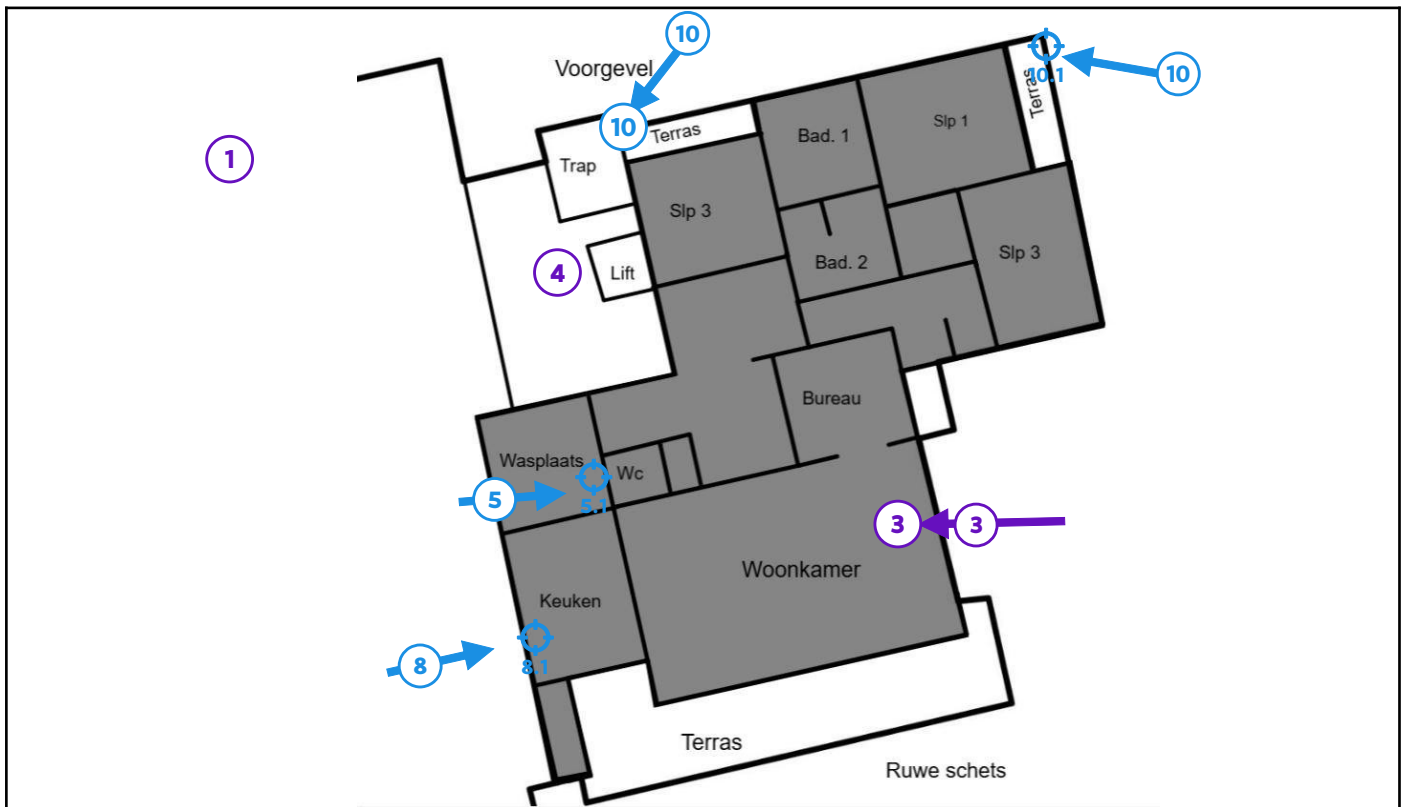 10
Voorgevel
10.1
10
Terras
10
Terras
Bad. 1
Slp 1
1
Trap
Slp 3
4
Lift
Bad. 2
Slp 3
Bureau
Wasplaats
Wc
5
5.1
3
3
Woonkamer
Keuken
8
8.1
Terras
Ruwe schets